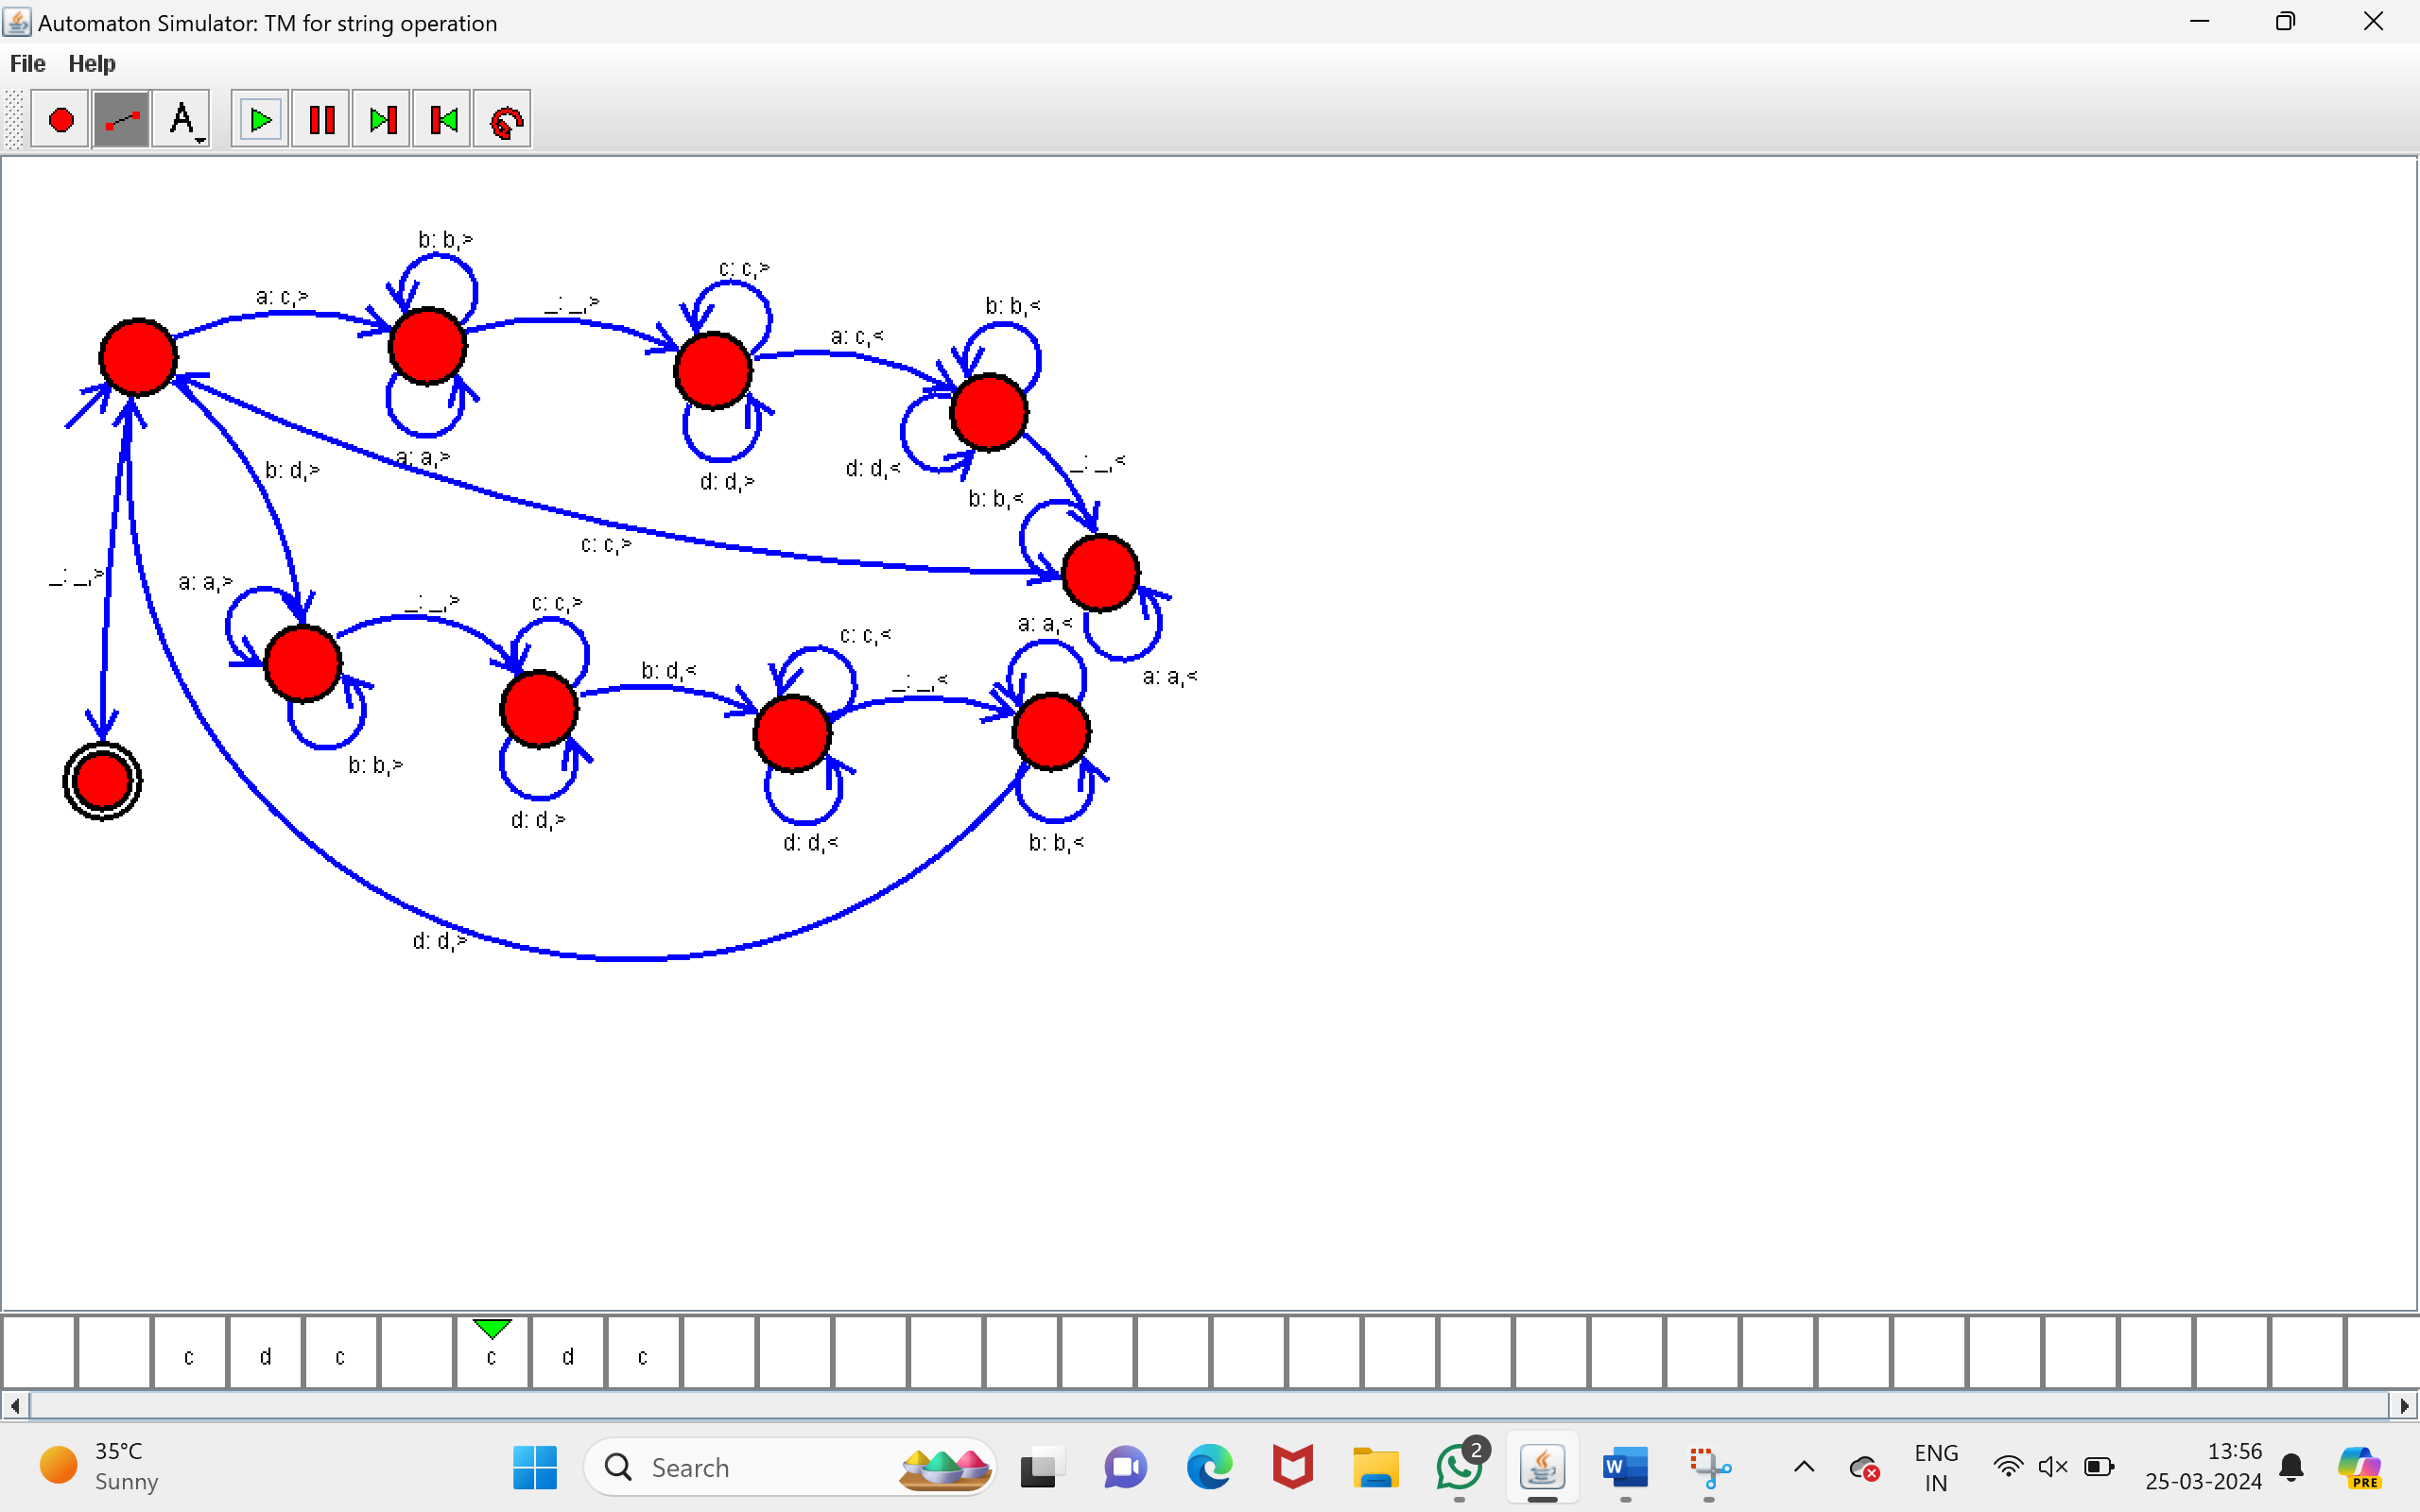 Automaton Simulator: TM for string operation
File Help
A
b: b,>
c: c,>
a: c,>
_: _,>
b: b,<
a: c,<
a: a,>
b: d,>
d: d,>
d: d,<
_: _,<
b: b,<
c: c,>
_: _,>
a: a,>
_: _,>
c: c,>
a: a,<
c: c,<
b: d,<
_: _,<
a: a,<
b: b,>
d: d,>
d: d,<
b: b,<
d: d,>
c d c c d c
35°C
Sunny
Search
2
W
ENG
IN
13:56
25-03-2024
PRE